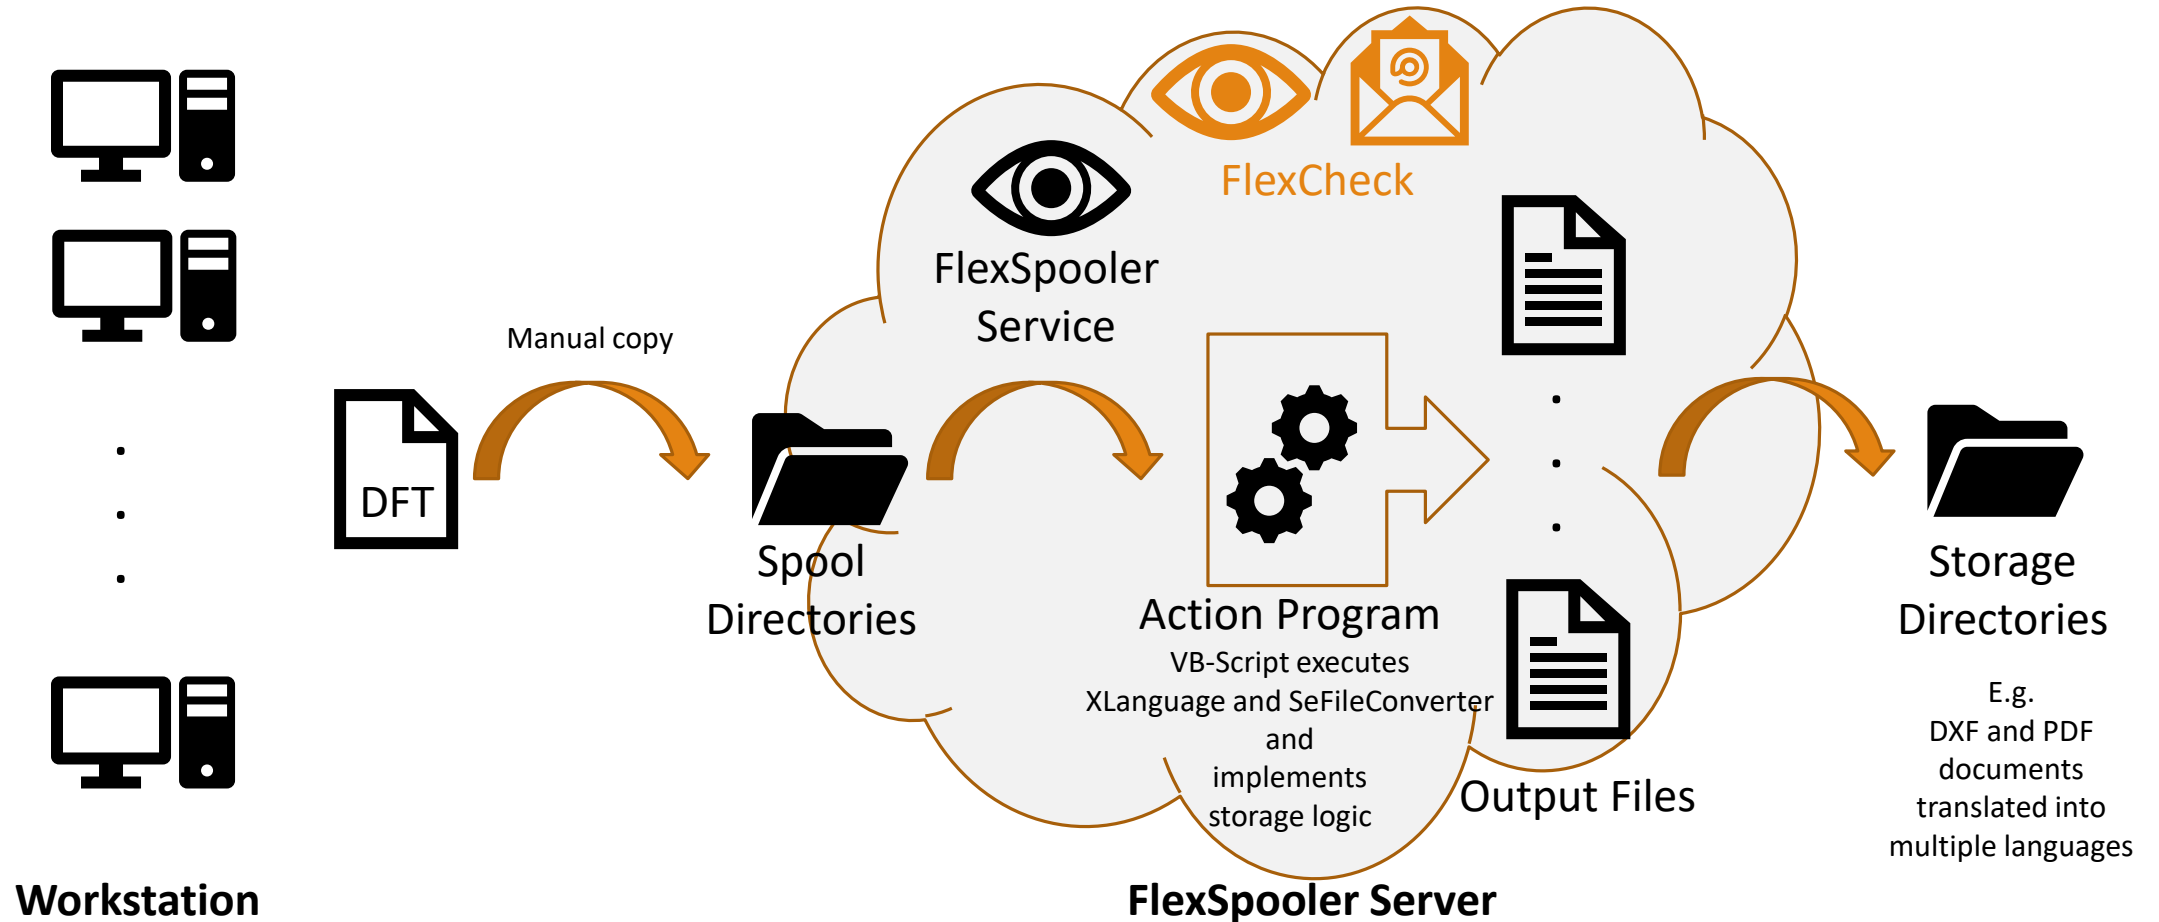 FlexCheck
FlexSpooler
Service
Manual copy
DFT
Spool
Directories
Action Program
VB-Script executes
XLanguage and SeFileConverter
and
implements
storage logic
Output Files
Storage
Directories
E.g.
DXF and PDF
documents
translated into
multiple languages
Workstation
FlexSpooler Server